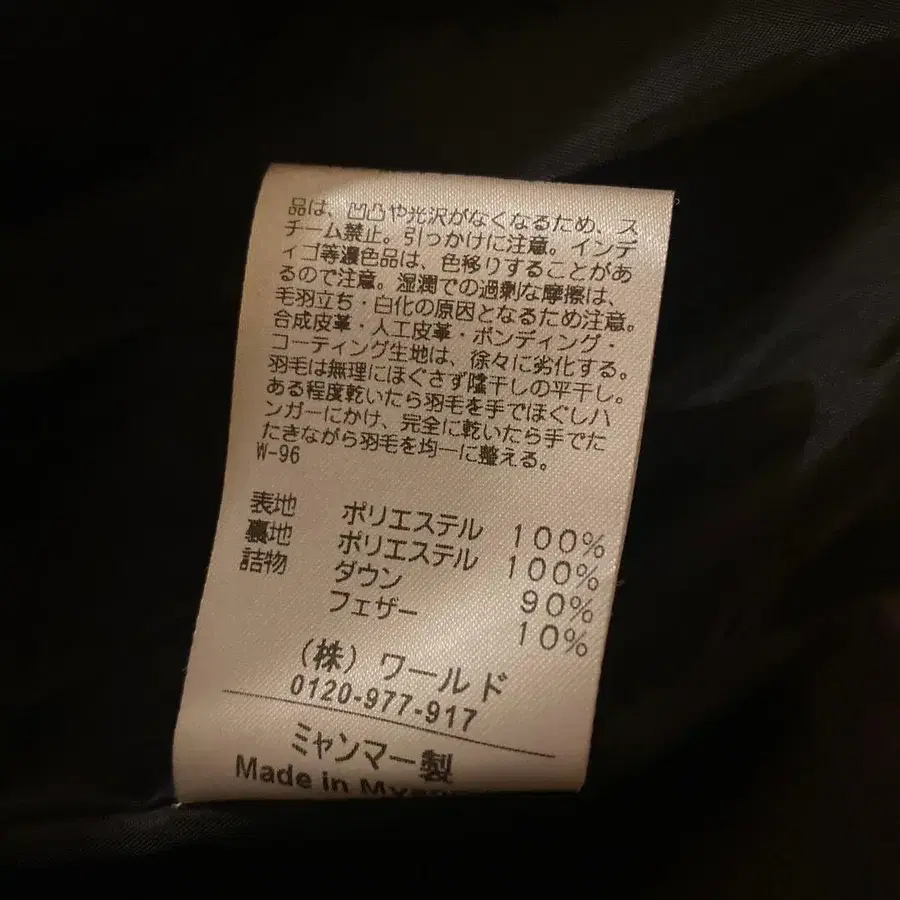 品は、凹凸や光沢がなくなるため、ス
チーム禁止。引っかけに注意。インデ
ィゴ等濃色品は、色移りすることがあ
るので注意。湿潤での過剰な摩擦は、
毛羽立ち・白化の原因となるため注意。
合成皮革・人工皮革・ボンディング・
コーティング生地は、徐々に劣化する。
羽毛は無理にほぐさず陰干しの平干し。
ある程度乾いたら羽毛を手でほぐしハ
ンガーにかけ、完全に乾いたら手でた
たきながら羽毛を均一に整える。
W-96
表地 ポリエステル 100%
裏地 ポリエステル 100%
詰物 ダウン 90%
フェザー 10%
(株) ワールド
0120-977-917
ミャンマー製
Made in